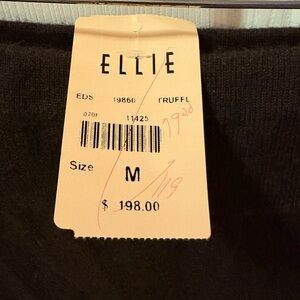 ELLIE
EDS 19860 TRUFFL
0701 11425
Size M
$ 198.00